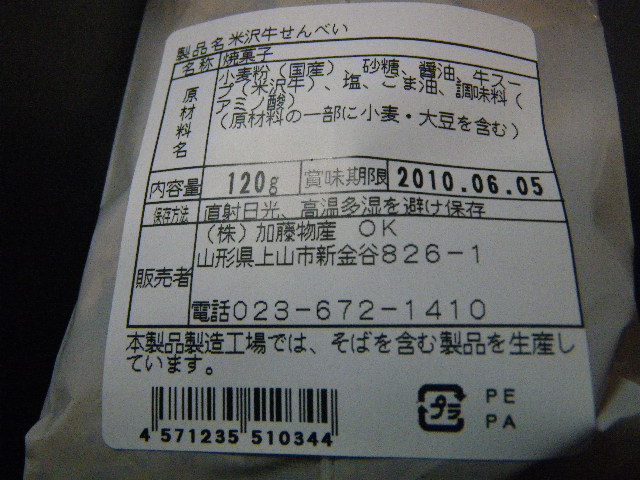 製品名 米沢牛せんべい
名称 焼菓子
原材料名 小麦粉(国産)、砂糖、醤油、牛スー
プ(米沢牛)、塩、ごま油、調味料(
アミノ酸)
(原材料の一部に小麦・大豆を含む)
内容量 120g 賞味期限 2010.06.05
保存方法 直射日光、高温多湿を避け保存
販売者 (株)加藤物産 OK
山形県上山市新金谷826-1
電話023-672-1410
本製品製造工場では、そばを含む製品を生産し
ています。
4 571235 510344
プラ PE
PA